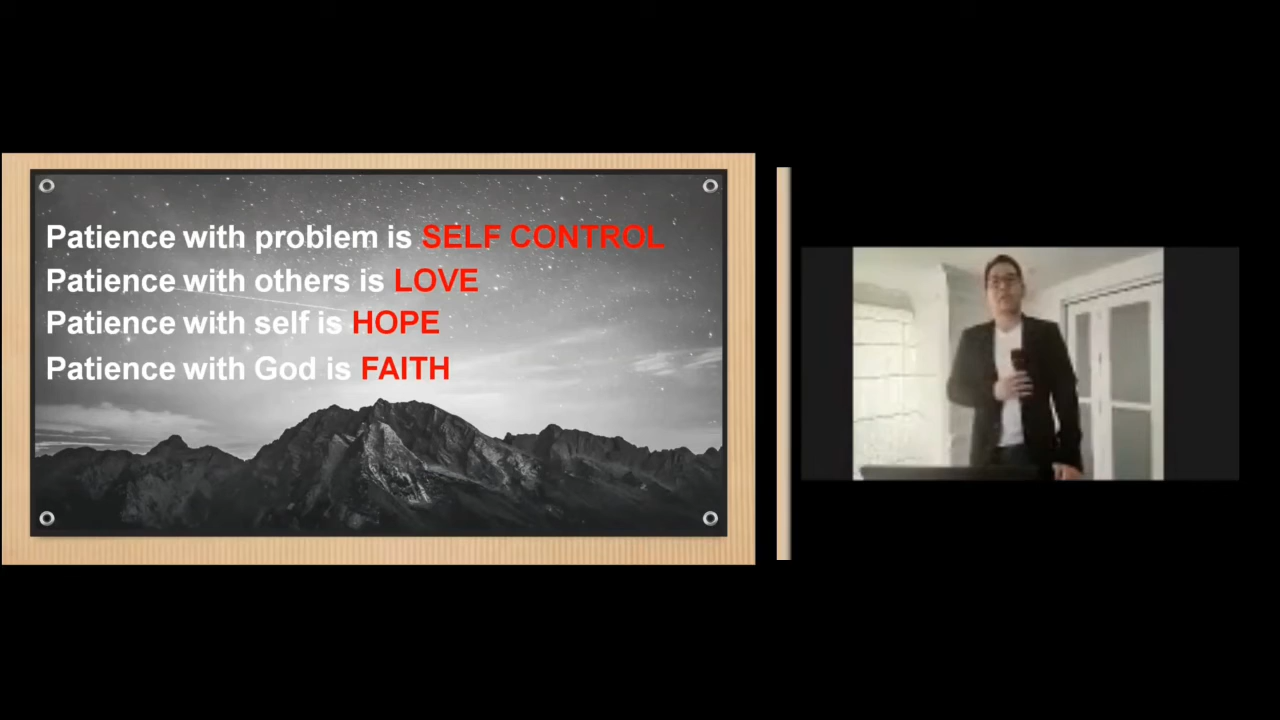 Patience with problem is SELF CONTROL
Patience with others is LOVE
Patience with self is HOPE
Patience with God is FAITH